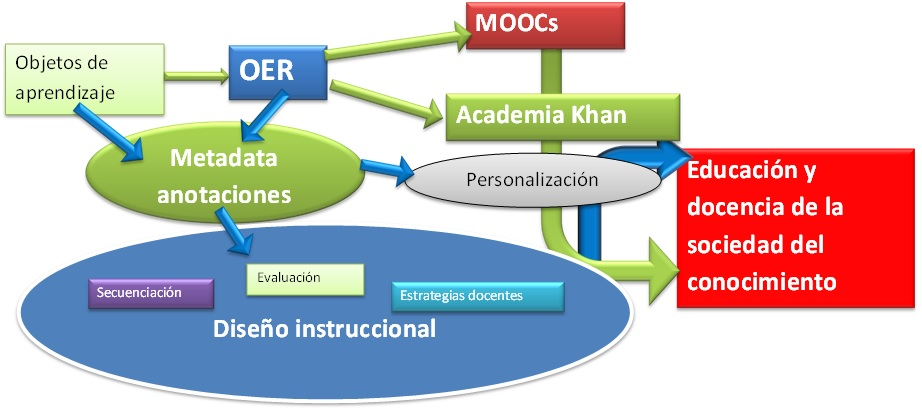 MOOCs
Objetos de
aprendizaje
OER
Academia Khan
Metadata
anotaciones
Personalización
Educación y
docencia de la
sociedad del
conocimiento
Evaluación
Secuenciación
Estrategias docentes
Diseño instruccional